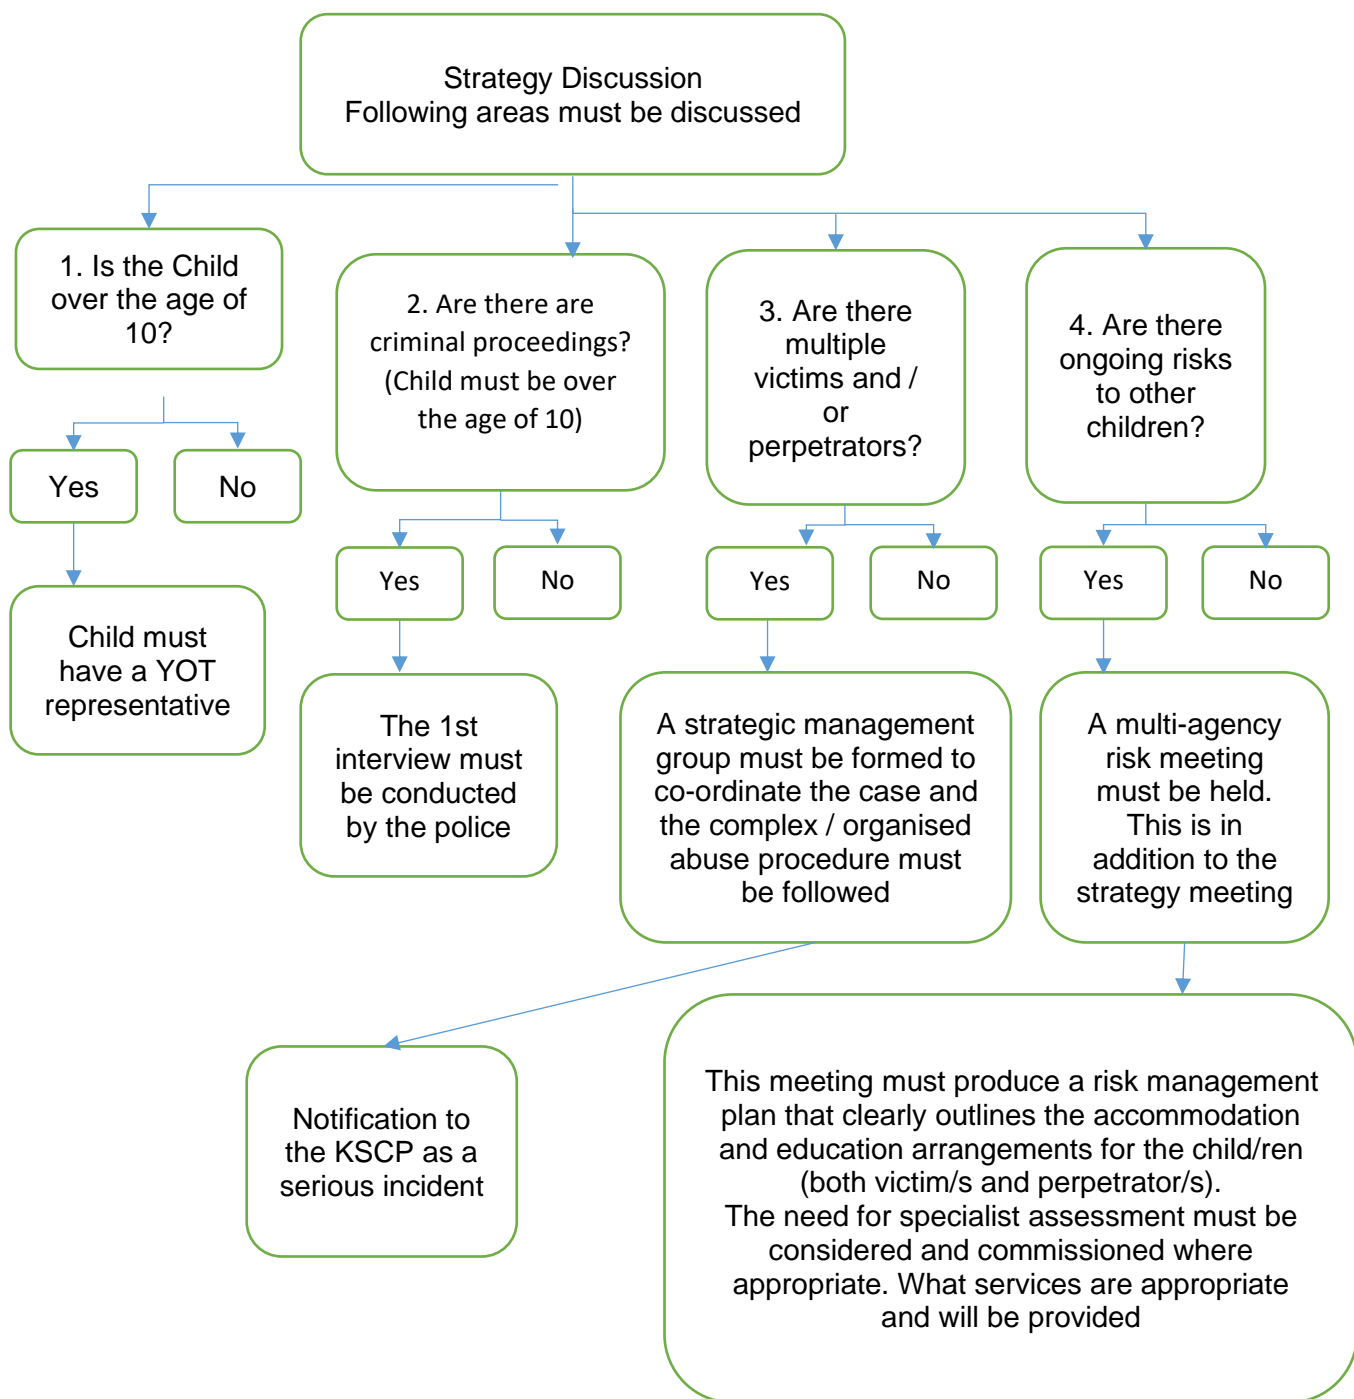 Strategy Discussion
Following areas must be discussed
1. Is the Child
over the age of
10?
Yes
No
Child must
have a YOT
representative
2. Are there are
criminal proceedings?
(Child must be over
the age of 10)
Yes
No
The 1st
interview must
be conducted
by the police
3. Are there
multiple
victims and /
or
perpetrators?
Yes
No
A strategic management
group must be formed to
co-ordinate the case and
the complex / organised
abuse procedure must
be followed
Notification to
the KSCP as a
serious incident
4. Are there
ongoing risks
to other
children?
Yes
No
A multi-agency
risk meeting
must be held.
This is in
addition to the
strategy meeting
This meeting must produce a risk management
plan that clearly outlines the accommodation
and education arrangements for the child/ren
(both victim/s and perpetrator/s).
The need for specialist assessment must be
considered and commissioned where
appropriate. What services are appropriate
and will be provided